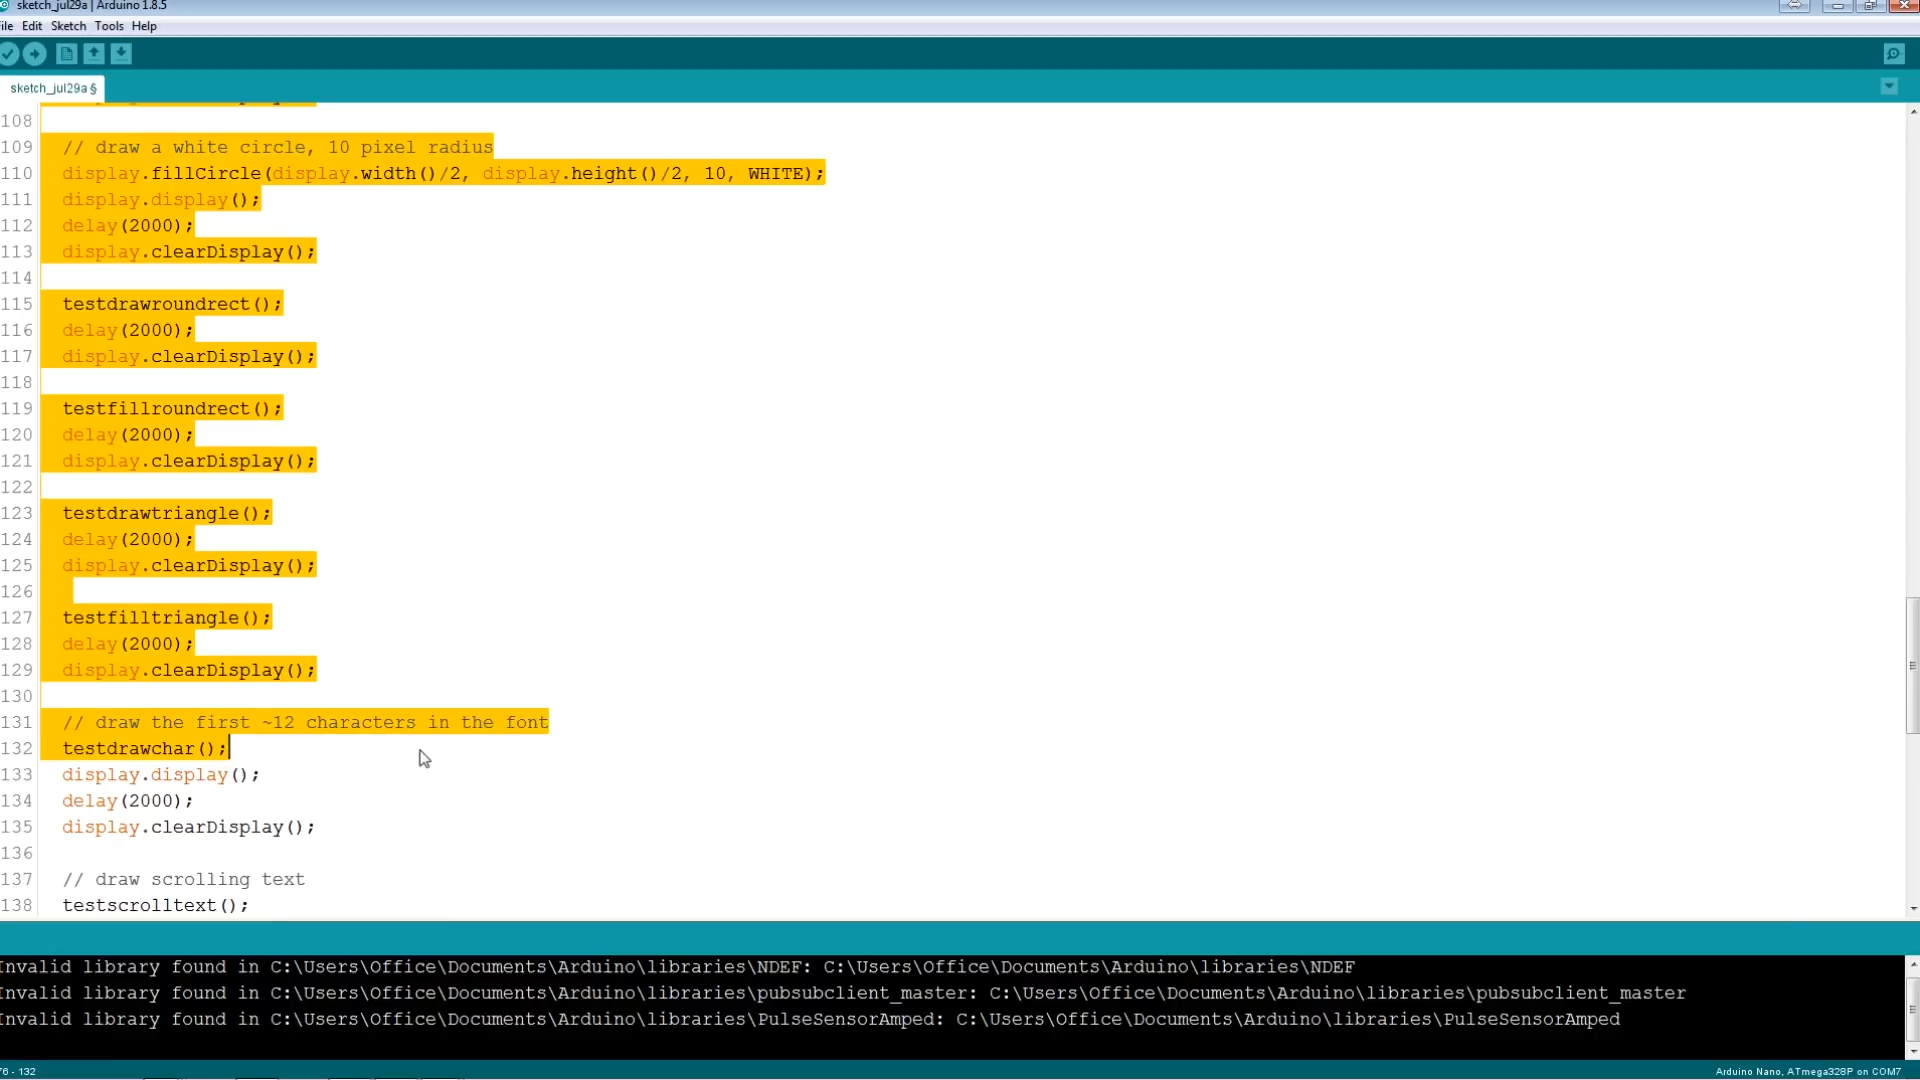 sketch_jul29a | Arduino 1.8.5
File Edit Sketch Tools Help
sketch_jul29a §
108
109 // draw a white circle, 10 pixel radius
110 display.fillCircle(display.width()/2, display.height()/2, 10, WHITE);
111 display.display();
112 delay(2000);
113 display.clearDisplay();
114
115 testdrawroundrect();
116 delay(2000);
117 display.clearDisplay();
118
119 testfillroundrect();
120 delay(2000);
121 display.clearDisplay();
122
123 testdrawtriangle();
124 delay(2000);
125 display.clearDisplay();
126
127 testfilltriangle();
128 delay(2000);
129 display.clearDisplay();
130
131 // draw the first ~12 characters in the font
132 testdrawchar();
133 display.display();
134 delay(2000);
135 display.clearDisplay();
136
137 // draw scrolling text
138 testscrolltext();
Invalid library found in C:\Users\Office\Documents\Arduino\libraries\NDEF: C:\Users\Office\Documents\Arduino\libraries\NDEF
Invalid library found in C:\Users\Office\Documents\Arduino\libraries\pubsubclient_master: C:\Users\Office\Documents\Arduino\libraries\pubsubclient_master
Invalid library found in C:\Users\Office\Documents\Arduino\libraries\PulseSensorAmped: C:\Users\Office\Documents\Arduino\libraries\PulseSensorAmped
76 - 132
Arduino Nano, ATmega328P on COM7